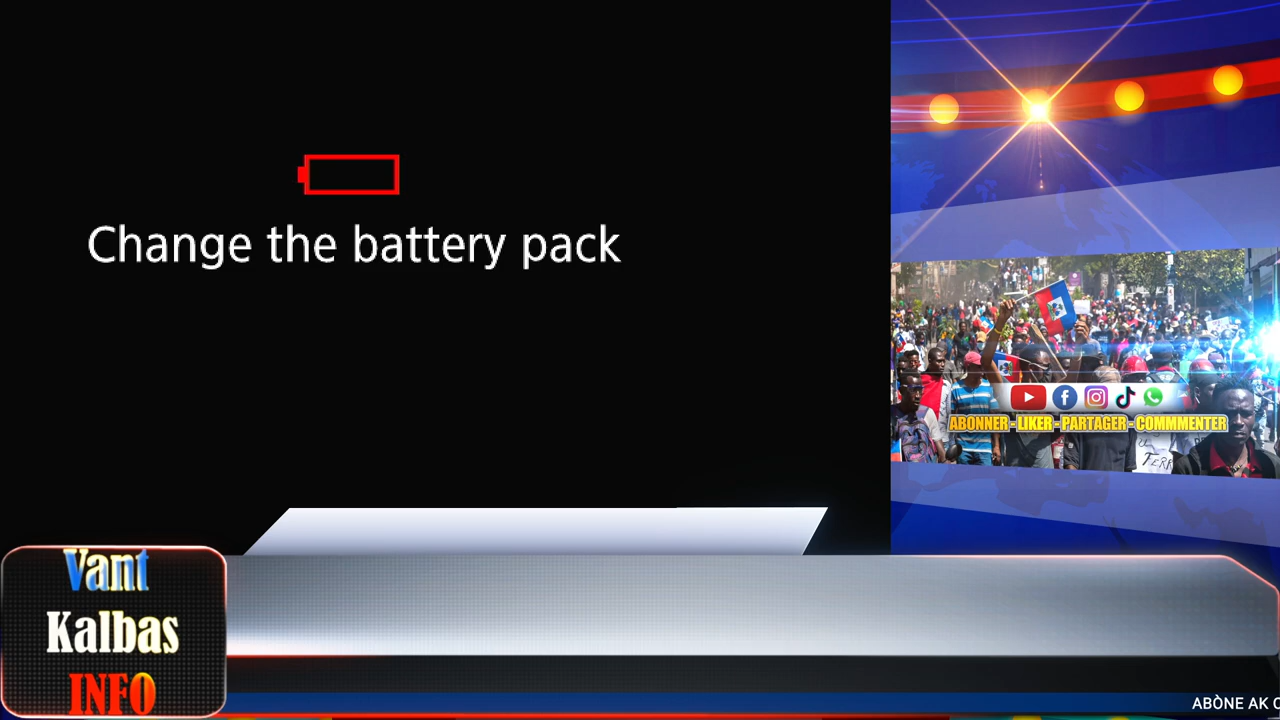 Change the battery pack
ABONNER - LIKER - PARTAGER - COMMMENTER
Vant
Kalbas
INFO
ABÒNE AK